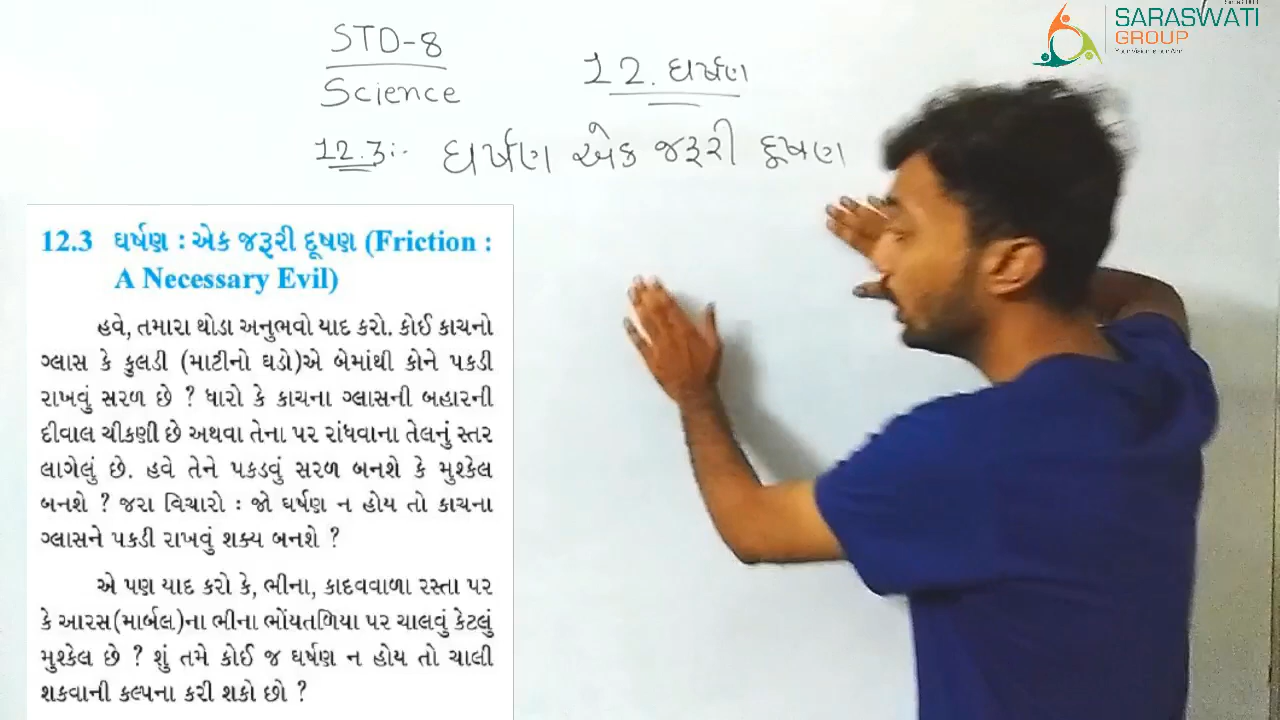 STD-8
Science
12. ઘર્ષણ
12.3:- ઘર્ષણ એક જરૂરી દૂષણ
SARASWATI
GROUP
12.3 ઘર્ષણ : એક જરૂરી દૂષણ (Friction :
A Necessary Evil)
હવે, તમારા થોડા અનુભવો યાદ કરો. કોઈ કાચનો
ગ્લાસ કે કુલડી (માટીનો ઘડો)એ બેમાંથી કોને પકડી
રાખવું સરળ છે ? ધારો કે કાચના ગ્લાસની બહારની
દીવાલ ચીકણી છે અથવા તેના પર રાંધવાના તેલનું સ્તર
લાગેલું છે. હવે તેને પકડવું સરળ બનશે કે મુશ્કેલ
બનશે ? જરા વિચારો : જો ઘર્ષણ ન હોય તો કાચના
ગ્લાસને પકડી રાખવું શક્ય બનશે ?
એ પણ યાદ કરો કે, ભીના, કાદવવાળા રસ્તા પર
કે આરસ(માર્બલ)ના ભીના ભોંયતળિયા પર ચાલવું કેટલું
મુશ્કેલ છે ? શું તમે કોઈ જ ઘર્ષણ ન હોય તો ચાલી
શકવાની કલ્પના કરી શકો છો ?